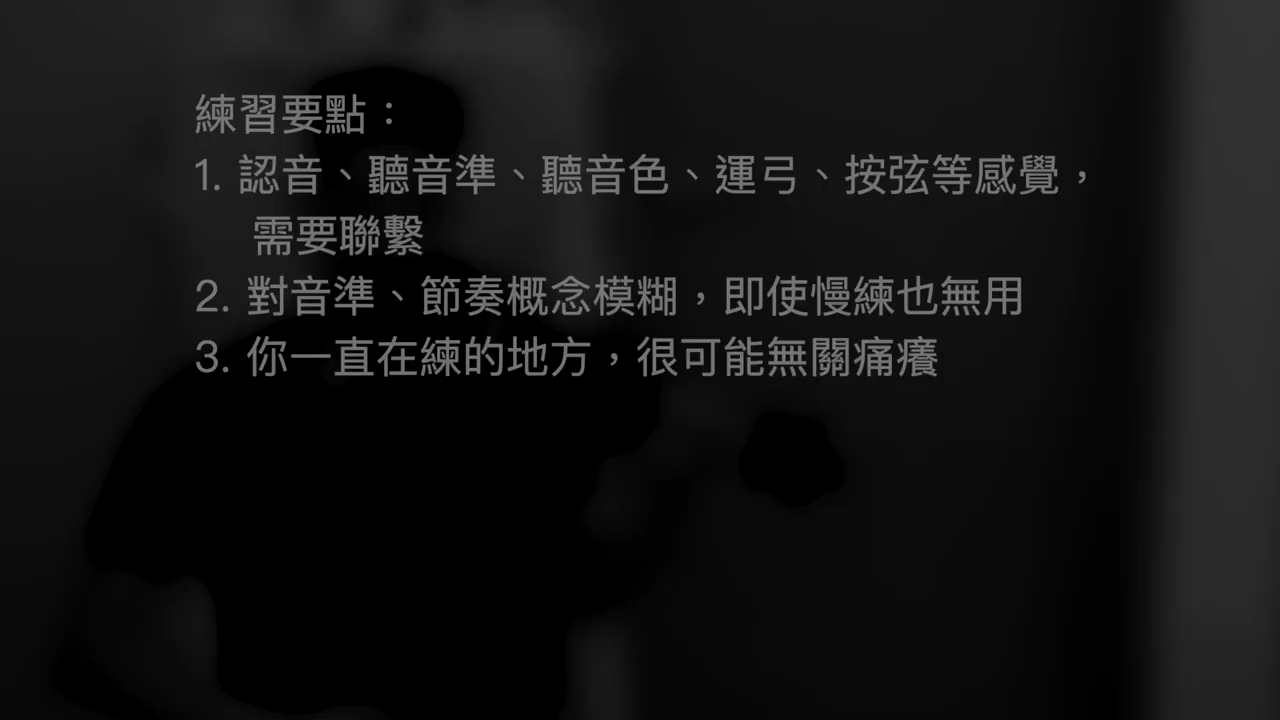 練習要點：
1. 認音、聽音準、聽音色、運弓、按弦等感覺，
需要聯繫
2. 對音準、節奏概念模糊，即使慢練也無用
3. 你一直在練的地方，很可能無關痛癢